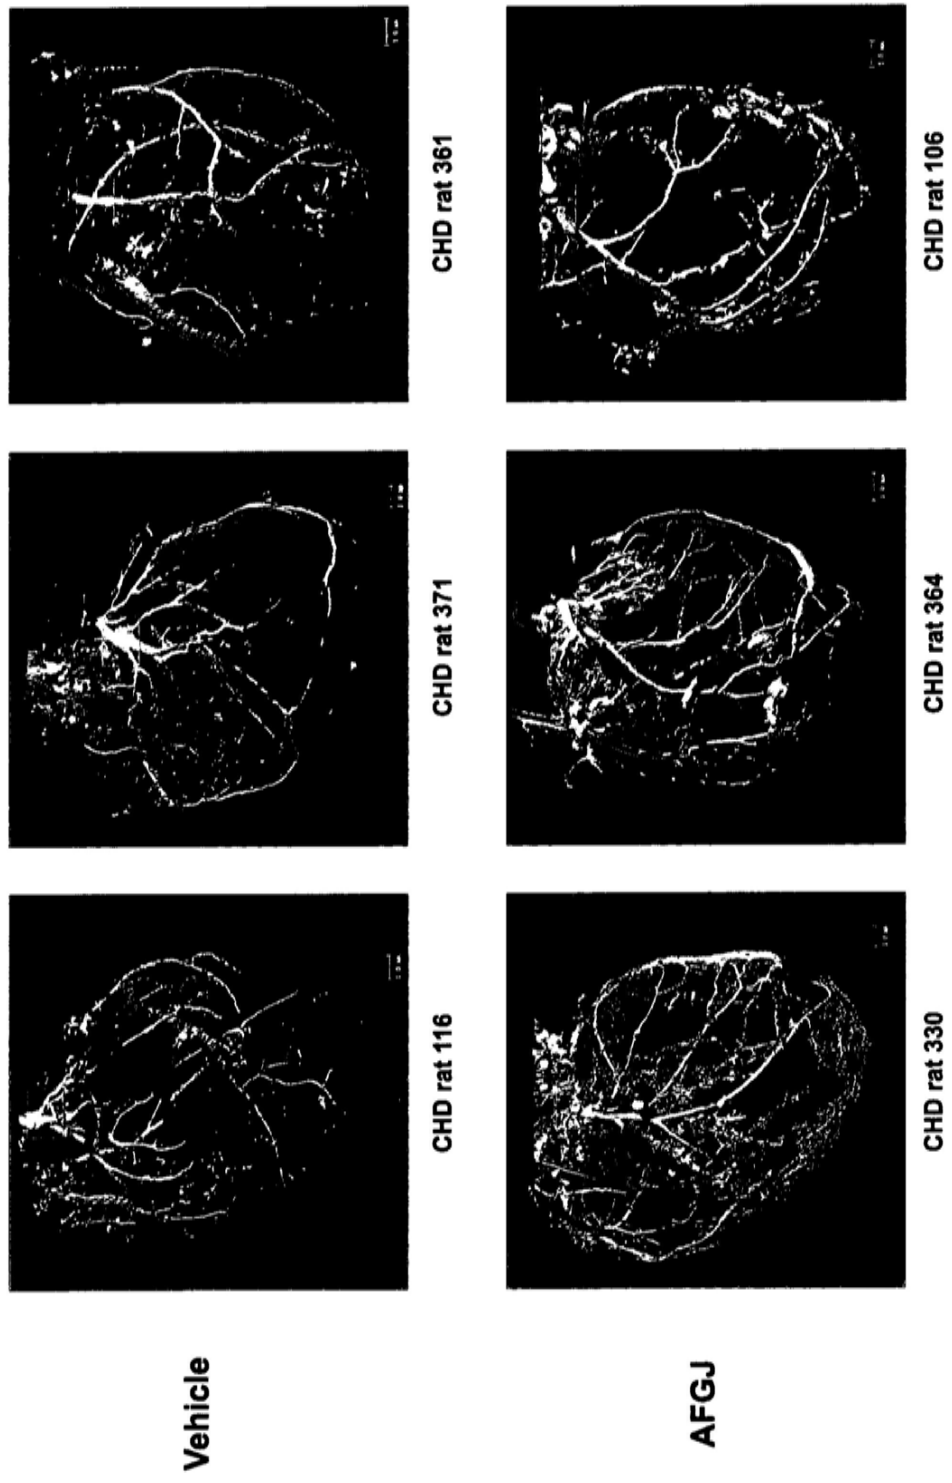 Vehicle
CHD rat 116
CHD rat 371
CHD rat 361
AFGJ
CHD rat 330
CHD rat 364
CHD rat 106